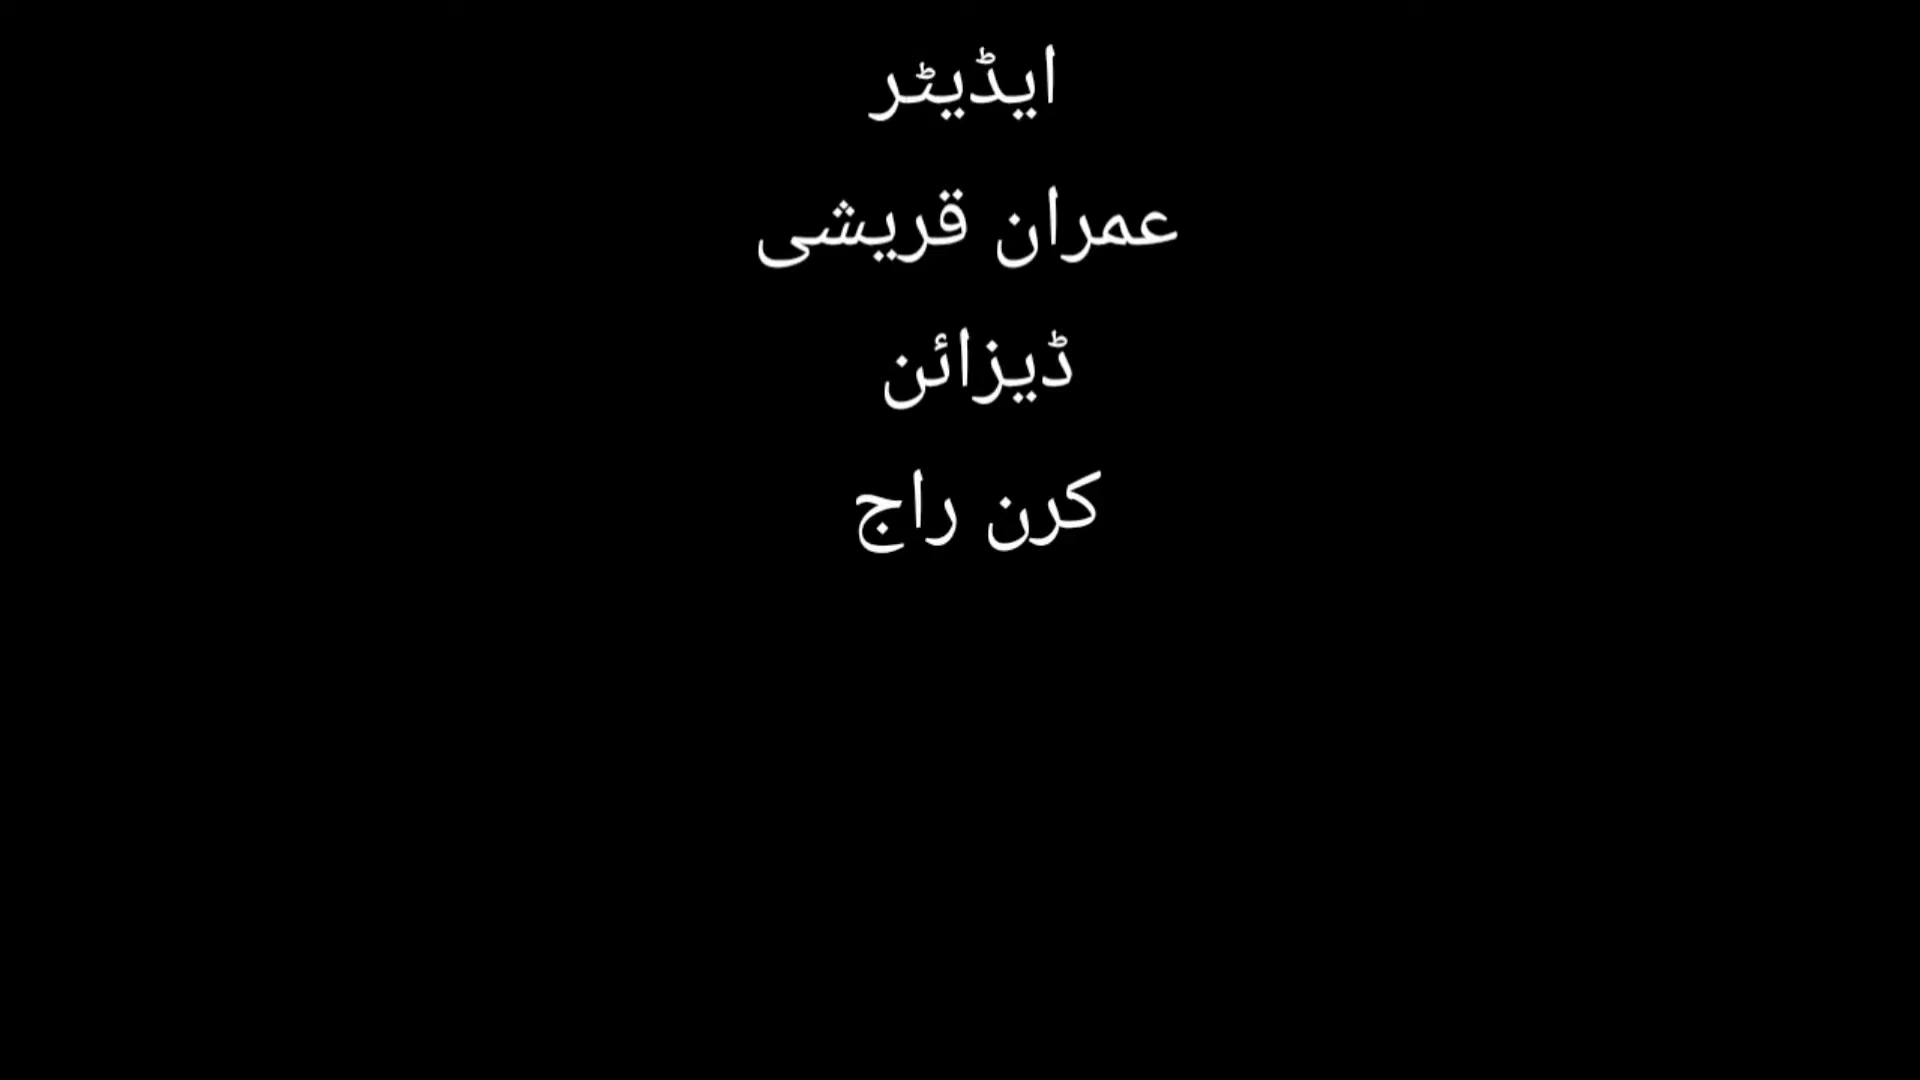 ایڈیٹر
عمران قریشی
ڈیزائن
کرن راج